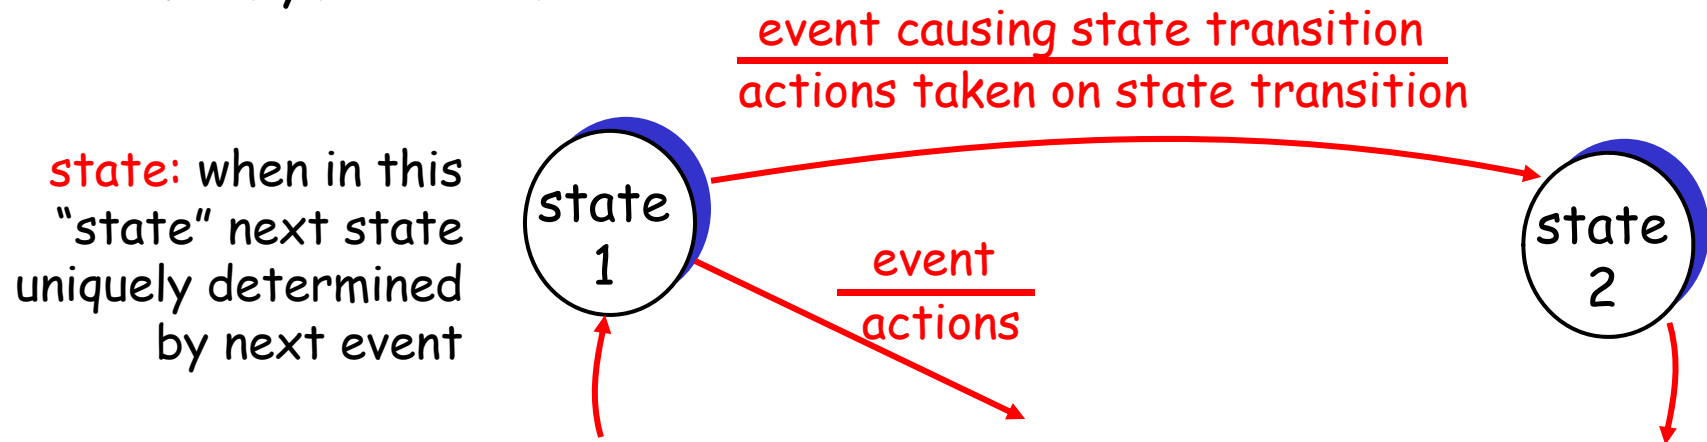 event causing state transition
actions taken on state transition
state: when in this
“state” next state
uniquely determined
by next event
state
1
event
actions
state
2